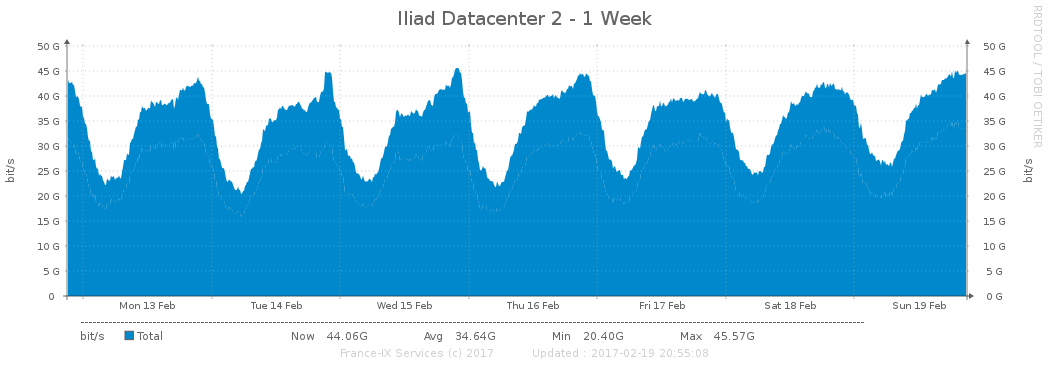 Iliad Datacenter 2 - 1 Week
RRDTOOL / TOBI OETIKER
50 G 50 G
45 G 45 G
40 G 40 G
35 G 35 G
30 G 30 G
25 G 25 G
20 G 20 G
15 G 15 G
10 G 10 G
5 G 5 G
0 0 G
bit/s bit/s
Mon 13 Feb Tue 14 Feb Wed 15 Feb Thu 16 Feb Fri 17 Feb Sat 18 Feb Sun 19 Feb
bit/s Total Now 44.06G Avg 34.64G Min 20.40G Max 45.57G
France-IX Services (c) 2017 Updated : 2017-02-19 20:55:08